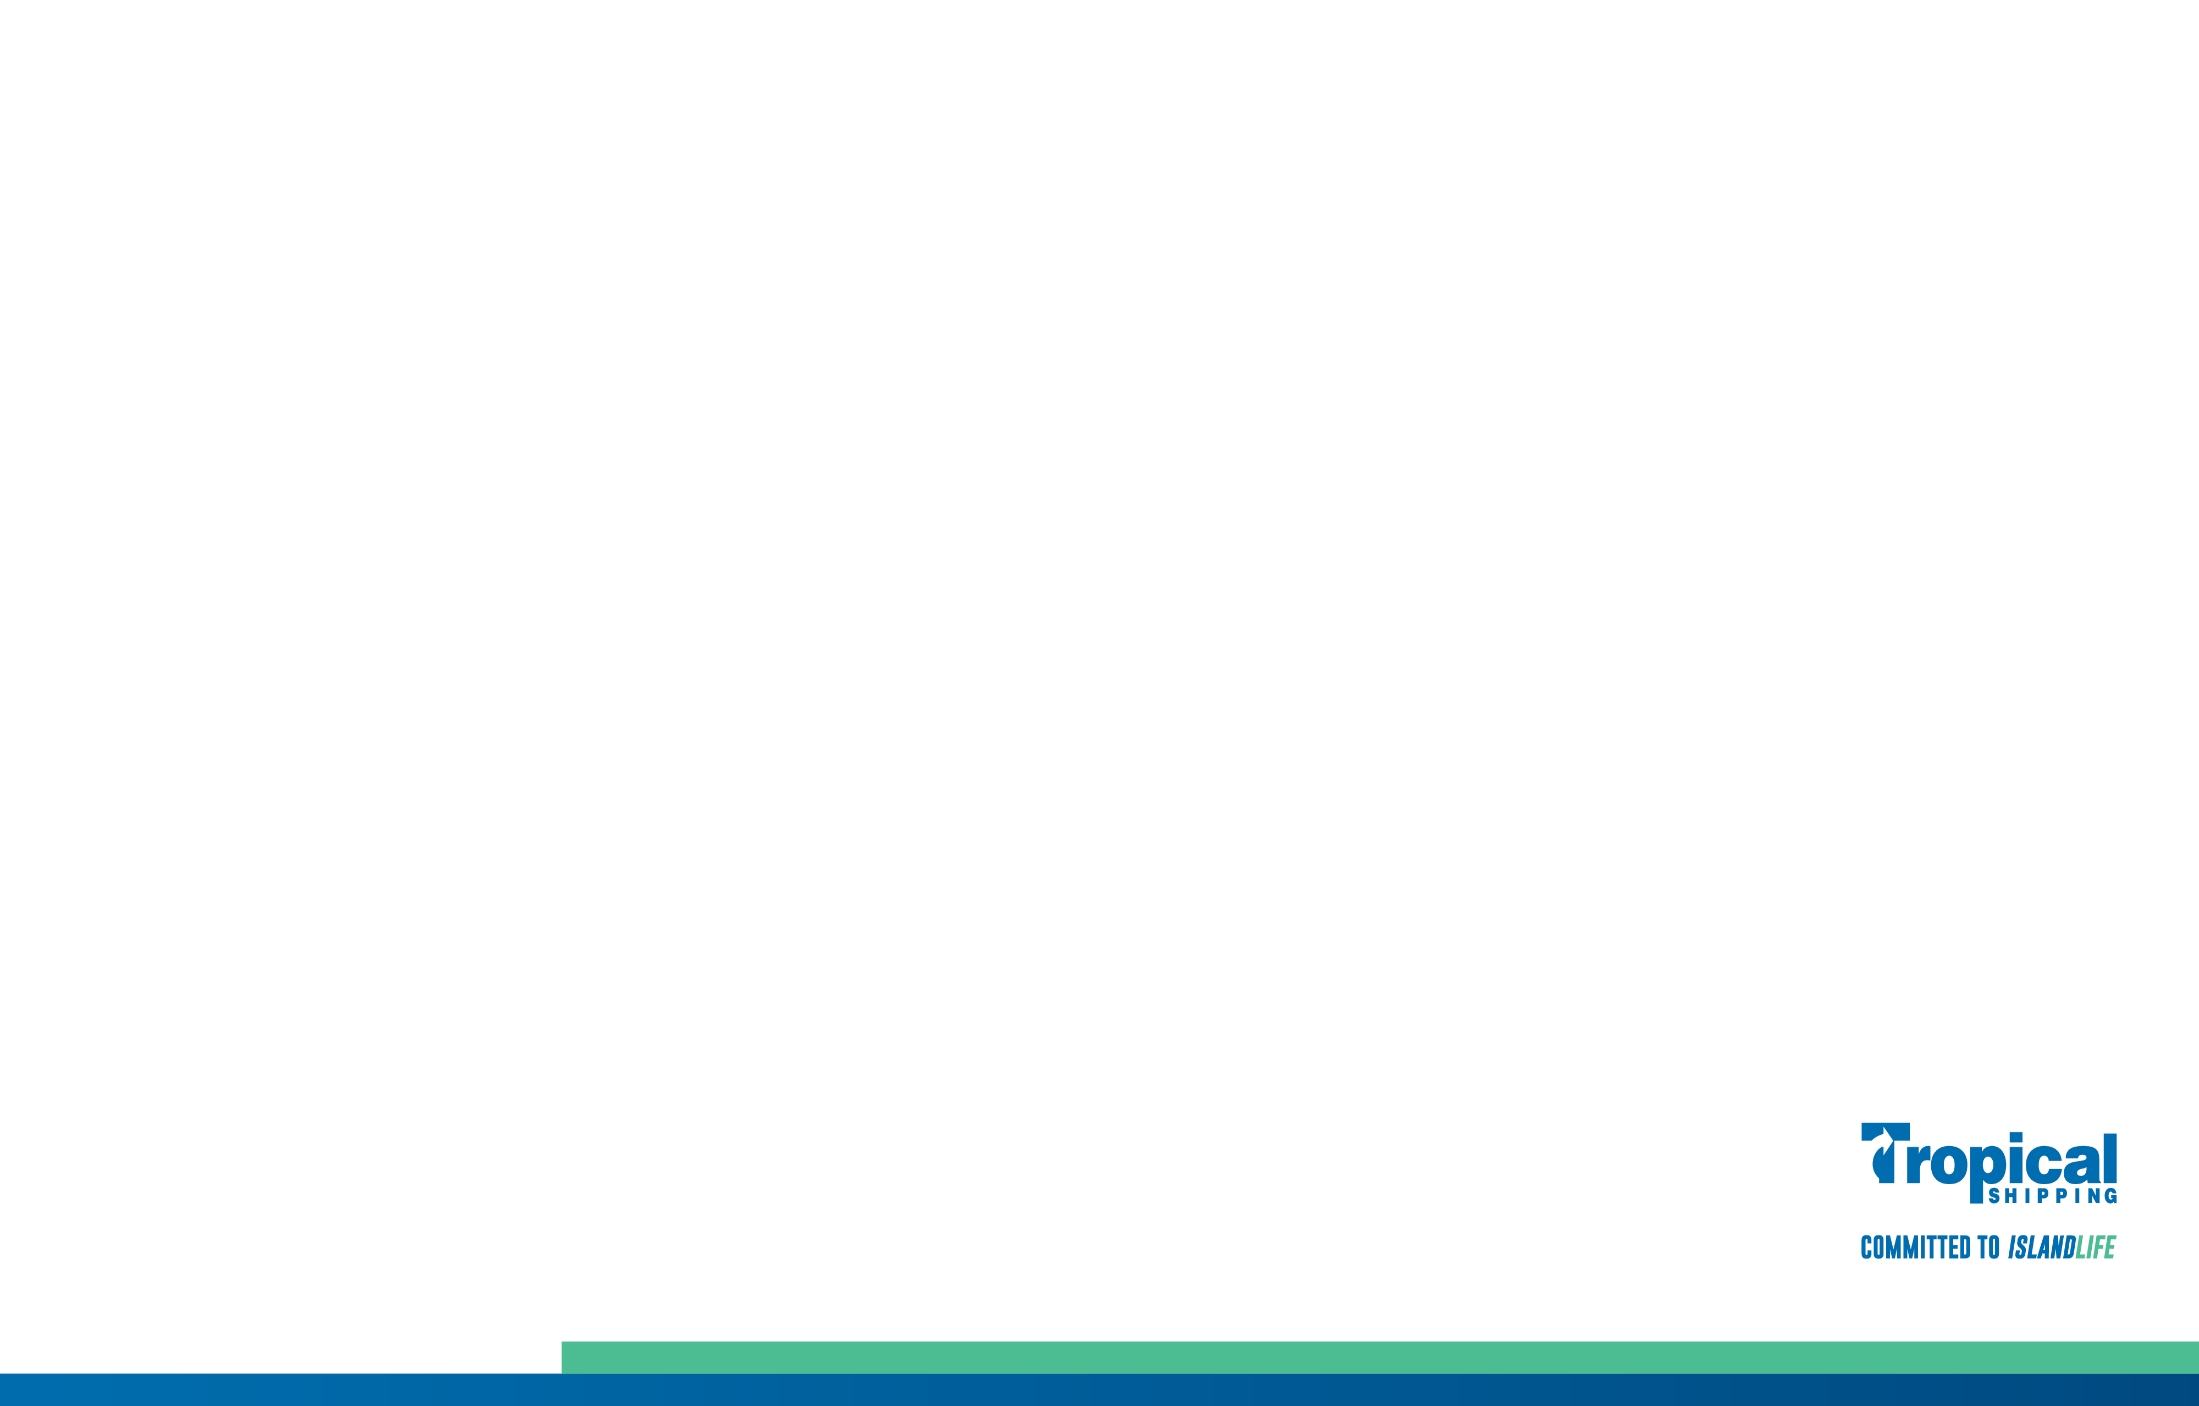 Tropical
SHIPPING
COMMITTED TO ISLANDLIFE